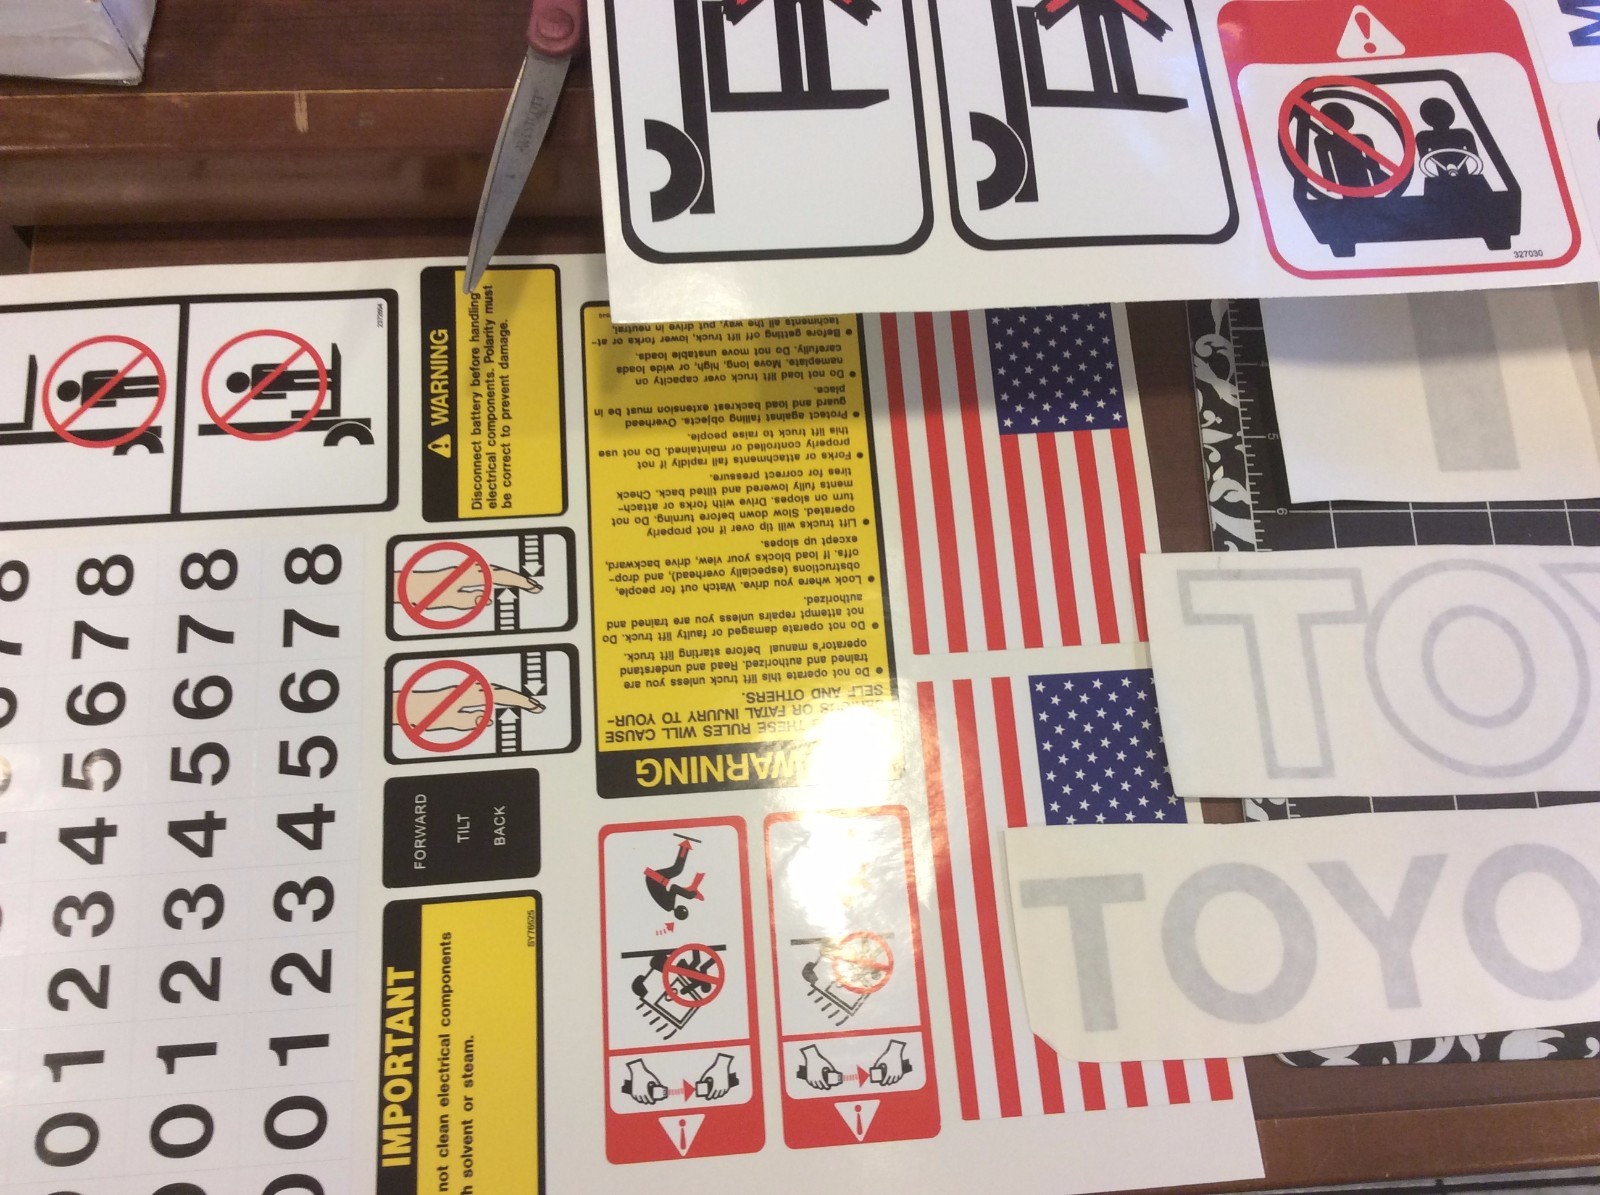 Westcott
327030
2073964
WARNING
Disconnect battery before handling
electrical components. Polarity must
be correct to prevent damage.
WARNING
THESE RULES WILL CAUSE
OR FATAL INJURY TO YOUR-
SELF AND OTHERS.
● Do not operate this lift truck unless you are
trained and authorized. Read and understand
operator's manual before starting lift truck.
● Do not operate damaged or faulty lift truck. Do
not attempt repairs unless you are trained and
authorized.
● Look where you drive. Watch out for people,
obstructions (especially overhead), and drop-
offs. If load blocks your view, drive backward,
except up slopes.
● Lift trucks will tip over if not properly
operated. Slow down before turning. Do not
turn on slopes. Drive with forks or attach-
ments fully lowered and tilted back. Check
tires for correct pressure.
● Forks or attachments fall rapidly if not
properly controlled or maintained. Do not use
this lift truck to raise people.
● Protect against falling objects. Overhead
guard and load backrest extension must be in
place.
● Do not load lift truck over capacity on
nameplate. Move long, high, or wide loads
carefully. Do not move unstable loads.
● Before getting off lift truck, lower forks or at-
tachments all the way, put drive in neutral,
FORWARD
TILT
BACK
IMPORTANT
not clean electrical components
solvent or steam.
SY76525
0 1 2 3 4 5 6 7 8
0 1 2 3 4 5 6 7 8
0 1 2 3 4 5 6 7 8
5
6
TOY
TOYO